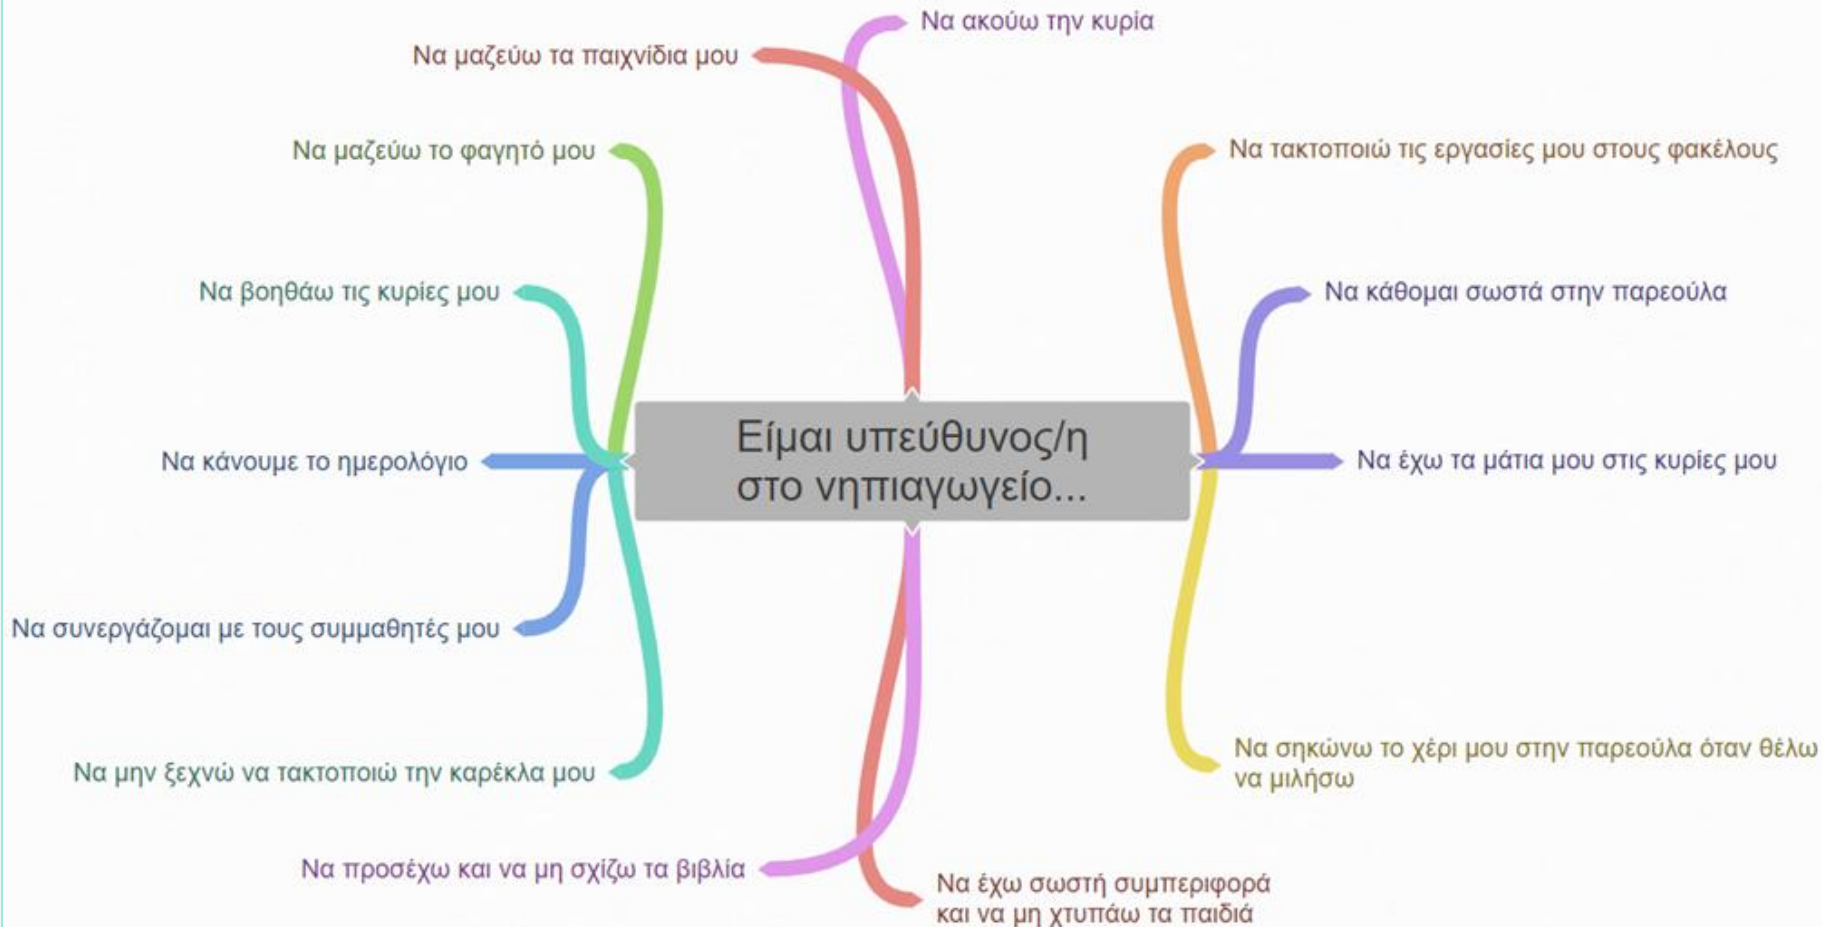 Να ακούω την κυρία
Να μαζεύω τα παιχνίδια μου
Να μαζεύω το φαγητό μου
Να τακτοποιώ τις εργασίες μου στους φακέλους
Να βοηθάω τις κυρίες μου
Να κάθομαι σωστά στην παρεούλα
Είμαι υπεύθυνος/η
στο νηπιαγωγείο...
Να κάνουμε το ημερολόγιο
Να έχω τα μάτια μου στις κυρίες μου
Να συνεργάζομαι με τους συμμαθητές μου
Να σηκώνω το χέρι μου στην παρεούλα όταν θέλω
να μιλήσω
Να μην ξεχνώ να τακτοποιώ την καρέκλα μου
Να προσέχω και να μη σχίζω τα βιβλία
Να έχω σωστή συμπεριφορά
και να μη χτυπάω τα παιδιά